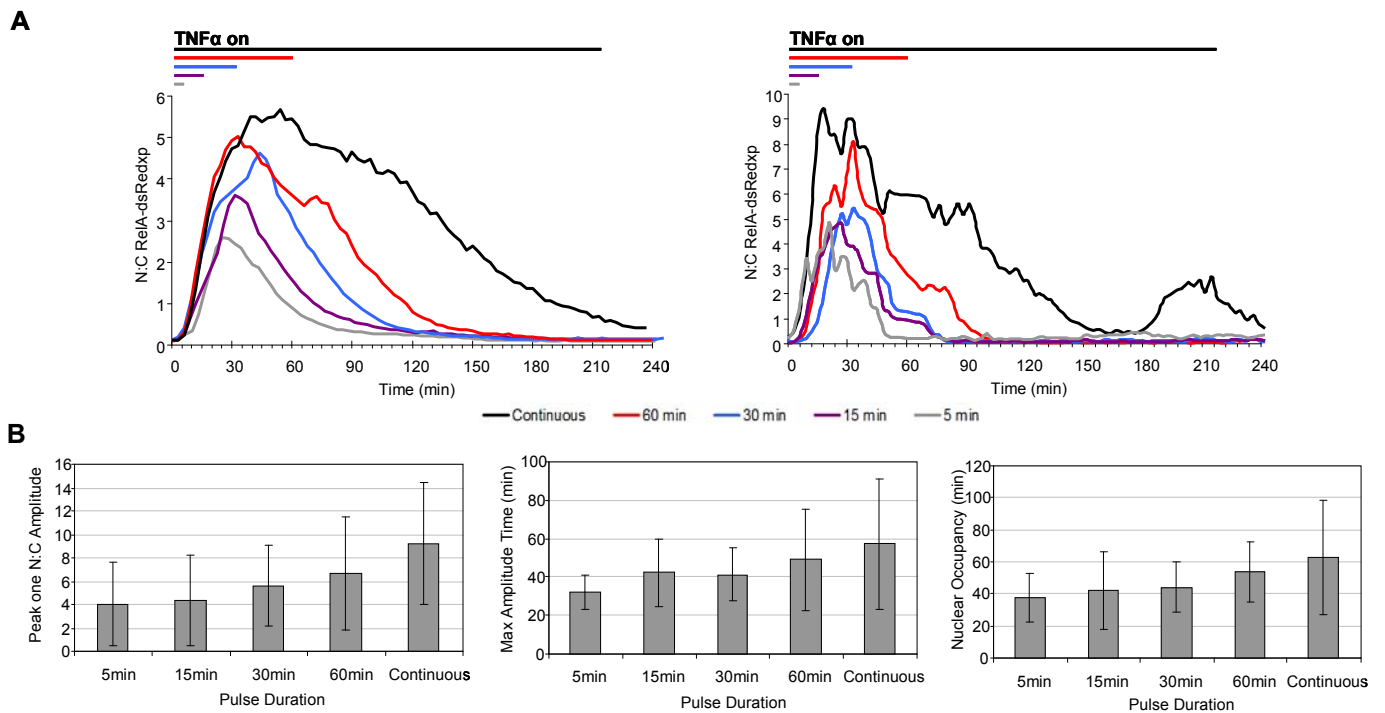 A
TNFα on
TNFα on
6
5
4
3
2
1
0
N:C RelA-dsRedxp
0 30 60 90 120 150 180 210 240
Time (min)
10
9
8
7
6
5
4
3
2
1
0
N:C RelA-dsRedxp
0 30 60 90 120 150 180 210 240
Time (min)
Continuous 60 min 30 min 15 min 5 min
B
16
14
12
10
8
6
4
2
0
Peak one N:C Amplitude
5min 15min 30min 60min Continuous
Pulse Duration
100
80
60
40
20
0
Max Amplitude Time (min)
5min 15min 30min 60min Continuous
Pulse Duration
120
100
80
60
40
20
0
Nuclear Occupancy (min)
5min 15min 30min 60min Continuous
Pulse Duration